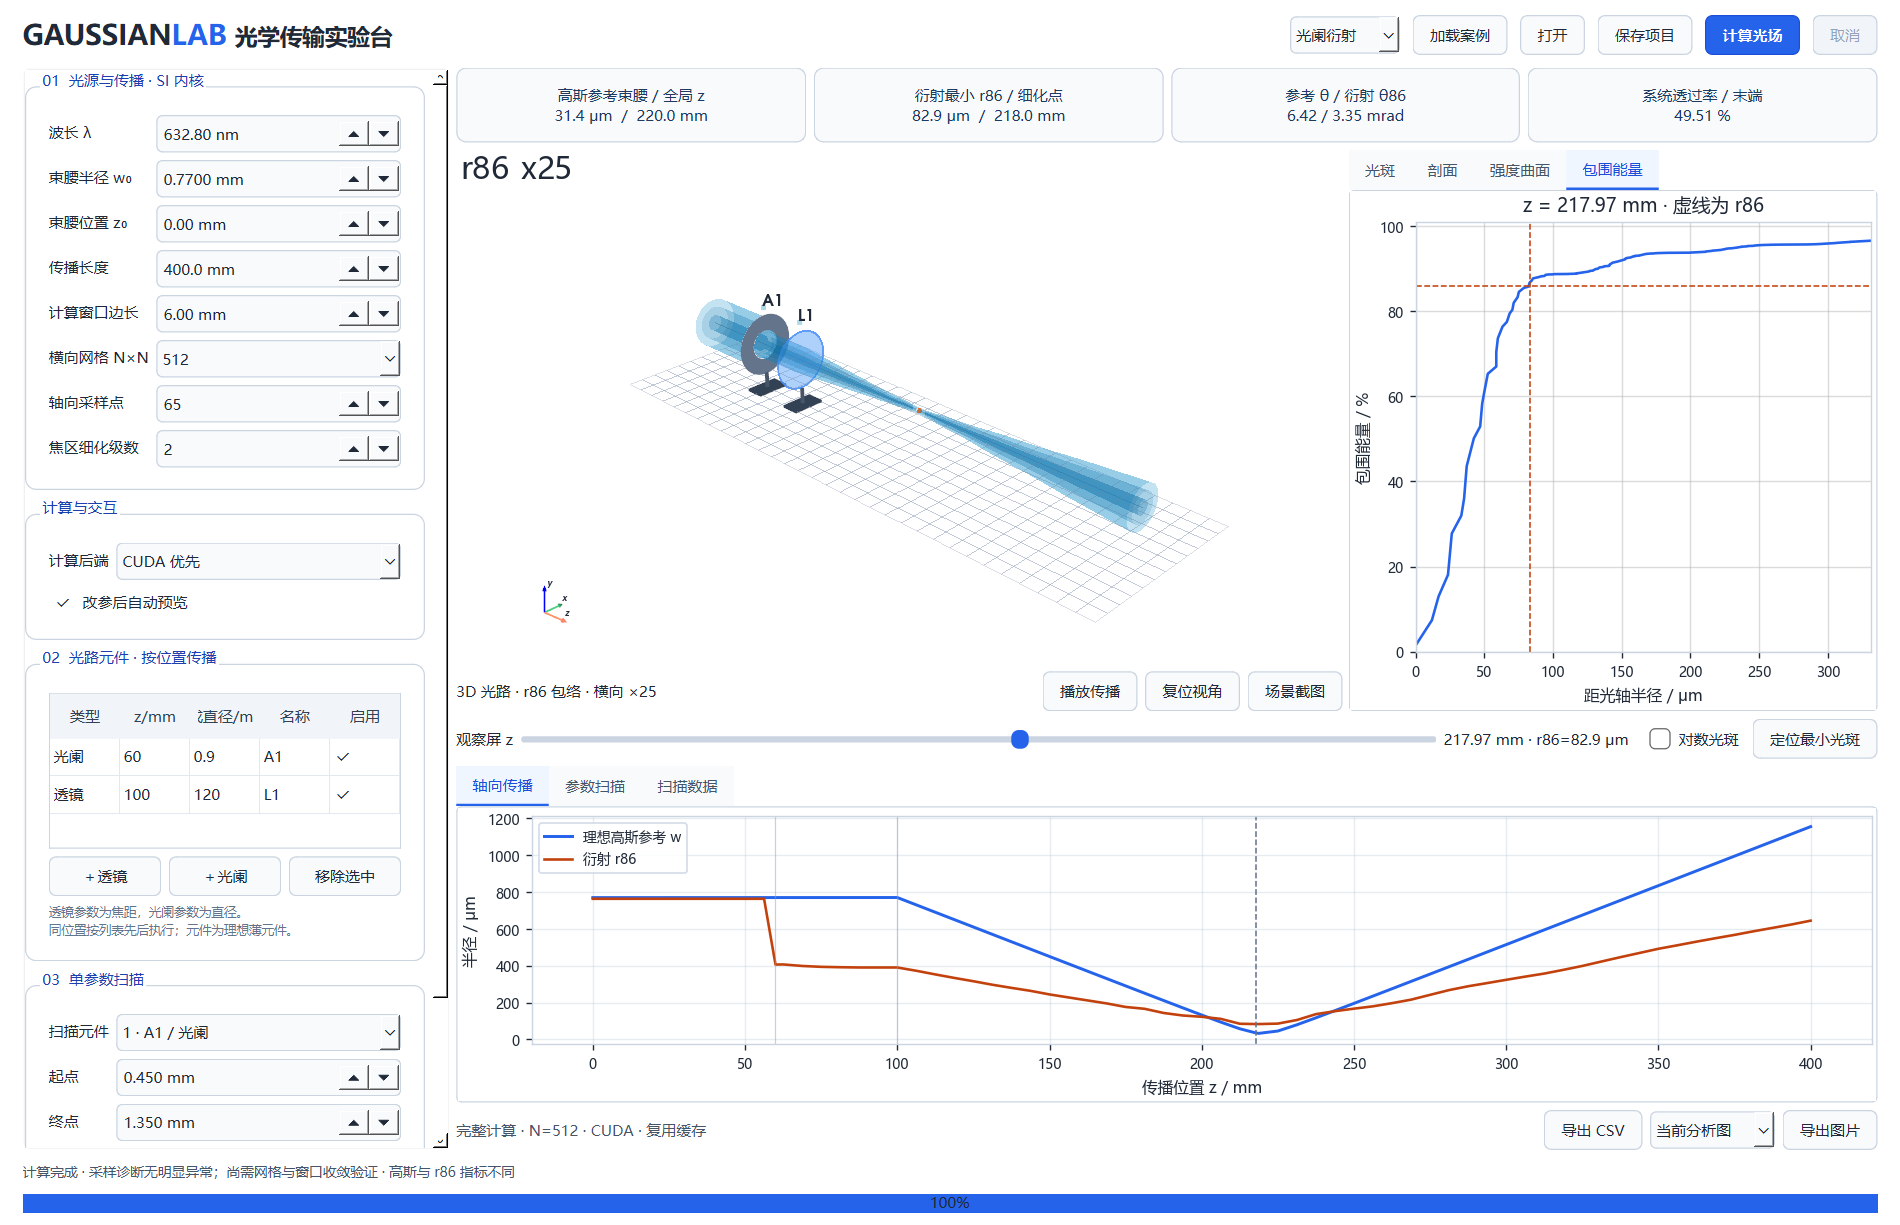 GAUSSIANLAB 光学传输实验台
光阑衍射
加载案例
打开
保存项目
计算光场
取消
01 光源与传播 · SI 内核
波长 λ
632.80 nm
束腰半径 w₀
0.7700 mm
束腰位置 z₀
0.00 mm
传播长度
400.0 mm
计算窗口边长
6.00 mm
横向网格 N×N
512
轴向采样点
65
焦区细化级数
2
计算与交互
计算后端
CUDA 优先
改参后自动预览
02 光路元件 · 按位置传播
类型 z/mm ξ直径/m 名称 启用
光阑 60 0.9 A1 ✓
透镜 100 120 L1 ✓
+ 透镜
+ 光阑
移除选中
透镜参数为焦距，光阑参数为直径。
同位置按列表先后执行；元件为理想薄元件。
03 单参数扫描
扫描元件
1 · A1 / 光阑
起点
0.450 mm
终点
1.350 mm
高斯参考束腰 / 全局 z
31.4 μm / 220.0 mm
衍射最小 r86 / 细化点
82.9 μm / 218.0 mm
参考 θ / 衍射 θ86
6.42 / 3.35 mrad
系统透过率 / 末端
49.51 %
r86 x25
A1
L1
y
x
z
3D 光路 · r86 包络 · 横向 ×25
播放传播
复位视角
场景截图
光斑
剖面
强度曲面
包围能量
z = 217.97 mm · 虚线为 r86
100
80
60
40
20
0
包围能量 / %
0 50 100 150 200 250 300
距光轴半径 / μm
观察屏 z
217.97 mm · r86=82.9 μm
对数光斑
定位最小光斑
轴向传播
参数扫描
扫描数据
理想高斯参考 w
衍射 r86
1200
1000
800
600
400
200
0
半径 / μm
0 50 100 150 200 250 300 350 400
传播位置 z / mm
完整计算 · N=512 · CUDA · 复用缓存
导出 CSV
当前分析图
导出图片
计算完成 · 采样诊断无明显异常；尚需网格与窗口收敛验证 · 高斯与 r86 指标不同
100%